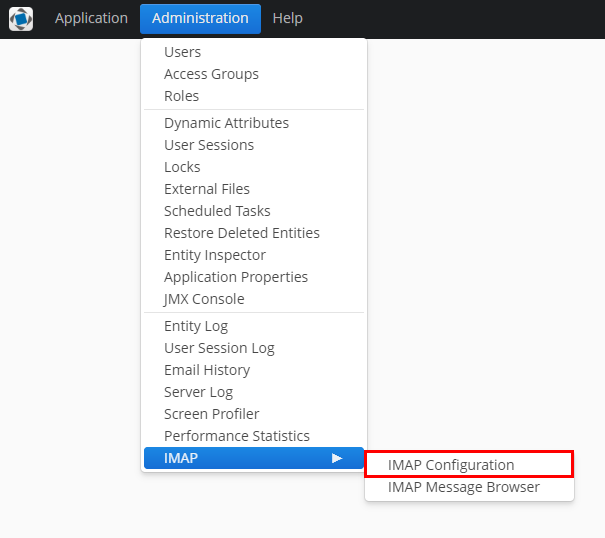 Application Administration Help
Users
Access Groups
Roles
Dynamic Attributes
User Sessions
Locks
External Files
Scheduled Tasks
Restore Deleted Entities
Entity Inspector
Application Properties
JMX Console
Entity Log
User Session Log
Email History
Server Log
Screen Profiler
Performance Statistics
IMAP
IMAP Configuration
IMAP Message Browser